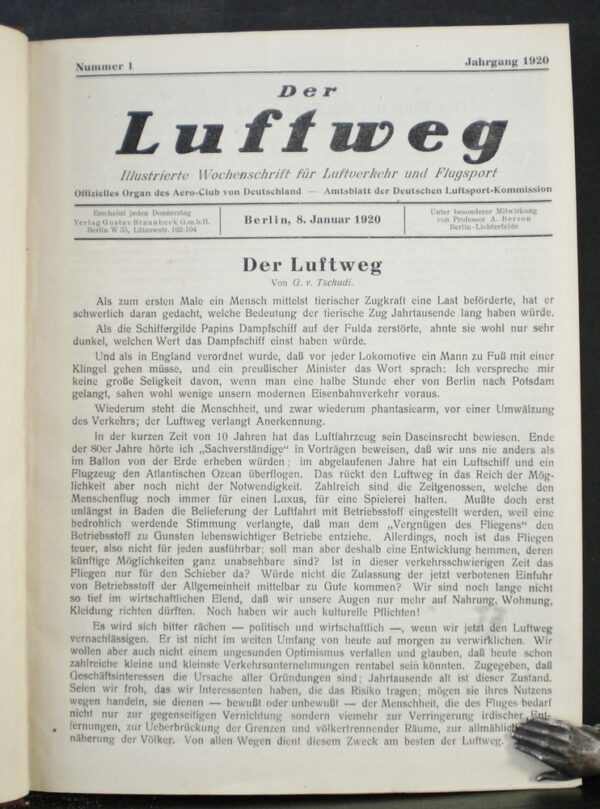 Nummer 1
Jahrgang 1920
Der
Luftweg
Illustrierte Wochenschrift für Luftverkehr und Flugsport
Offizielles Organ des Aero-Club von Deutschland — Amtsblatt der Deutschen Luftsport-Kommission
Erscheint jeden Donnerstag
Verlag Gustav Braunbeck G.m.b.H.
Berlin W 35, Lützowstr. 102-104
Berlin, 8. Januar 1920
Unter besonderer Mitwirkung
von Professor A. Berson
Berlin-Lichterfelde
Der Luftweg
Von G. v. Tschudi.
Als zum ersten Male ein Mensch mittelst tierischer Zugkraft eine Last beförderte, hat er
schwerlich daran gedacht, welche Bedeutung der tierische Zug Jahrtausende lang haben würde.
Als die Schiffergilde Papins Dampfschiff auf der Fulda zerstörte, ahnte sie wohl nur sehr
dunkel, welchen Wert das Dampfschiff einst haben würde.
Und als in England verordnet wurde, daß vor jeder Lokomotive ein Mann zu Fuß mit einer
Klingel gehen müsse, und ein preußischer Minister das Wort sprach: Ich verspreche mir
keine große Seligkeit davon, wenn man eine halbe Stunde eher von Berlin nach Potsdam
gelangt, sahen wohl wenige unsern modernen Eisenbahnverkehr voraus.
Wiederum steht die Menschheit, und zwar wiederum phantasiearm, vor einer Umwälzung
des Verkehrs; der Luftweg verlangt Anerkennung.
In der kurzen Zeit von 10 Jahren hat das Luftfahrzeug sein Daseinsrecht bewiesen. Ende
der 80er Jahre hörte ich „Sachverständige" in Vorträgen beweisen, daß wir uns nie anders als
im Ballon von der Erde erheben würden; im abgelaufenen Jahre hat ein Luftschiff und ein
Flugzeug den Atlantischen Ozean überflogen. Das rückt den Luftweg in das Reich der Mög-
lichkeit aber noch nicht der Notwendigkeit. Zahlreich sind die Zeitgenossen, welche den
Menschenflug noch immer für einen Luxus, für eine Spielerei halten. Mußte doch erst
unlängst in Baden die Belieferung der Luftfahrt mit Betriebsstoff eingestellt werden, weil eine
bedrohlich werdende Stimmung verlangte, daß man dem „Vergnügen des Fliegens" den
Betriebsstoff zu Gunsten lebenswichtiger Betriebe entziehe. Allerdings, noch ist das Fliegen
teuer, also nicht für jeden ausführbar; soll man aber deshalb eine Entwicklung hemmen, deren
künftige Möglichkeiten ganz unabsehbare sind? Ist in dieser verkehrsschwierigen Zeit das
Fliegen nur für den Schieber da? Würde nicht die Zulassung der jetzt verbotenen Einfuhr
von Betriebsstoff der Allgemeinheit mittelbar zu Gute kommen? Wir sind noch lange nicht
so tief im wirtschaftlichen Elend, daß wir unsere Augen nur mehr auf Nahrung, Wohnung,
Kleidung richten dürften. Noch haben wir auch kulturelle Pflichten!
Es wird sich bitter rächen — politisch und wirtschaftlich —, wenn wir jetzt den Luftweg
vernachlässigen. Er ist nicht im weiten Umfang von heute auf morgen zu verwirklichen. Wir
wollen aber auch nicht einem ungesunden Optimismus verfallen und glauben, daß heute schon
zahlreiche kleine und kleinste Verkehrsunternehmungen rentabel sein könnten. Zugegeben, daß
Geschäftsinteressen die Ursache aller Gründungen sind; Jahrtausende alt ist dieser Zustand.
Seien wir froh, das wir Interessenten haben, die das Risiko tragen; mögen sie ihres Nutzens
wegen handeln, sie dienen — bewußt oder unbewußt — der Menschheit, die des Fluges bedarf
nicht nur zur gegenseitigen Vernichtung sondern viemehr zur Verringerung irdischer Ent-
fernungen, zur Ueberbrückung der Grenzen und völkertrennender Räume, zur allmähli
näherung der Völker. Von allen Wegen dient diesem Zweck am besten der Luftweg.